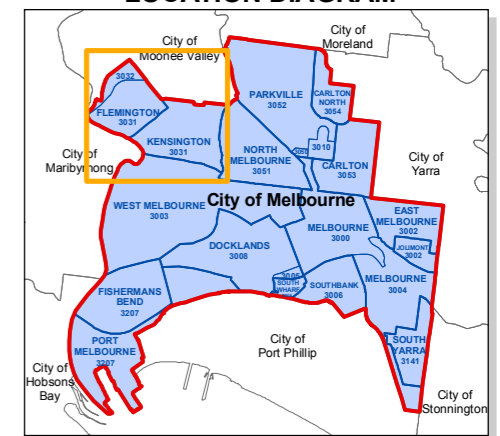 LOCATION DIAGRAM
City of
Moonee Valley
City of
Moreland
3032
FLEMINGTON
3031
KENSINGTON
3031
PARKVILLE
3052
CARLTON
NORTH
3054
3010
3050
NORTH
MELBOURNE
3051
CARLTON
3053
City of
Maribyrnong
City of
Yarra
WEST MELBOURNE
3003
City of Melbourne
EAST
MELBOURNE
3002
JOLIMONT
3002
MELBOURNE
3000
DOCKLANDS
3008
3005
SOUTH
WHARF
SOUTHBANK
3006
MELBOURNE
3004
FISHERMANS
BEND
3207
PORT
MELBOURNE
3207
SOUTH
YARRA
3141
City of
Port Phillip
City of
Hobsons
Bay
City of
Stonnington